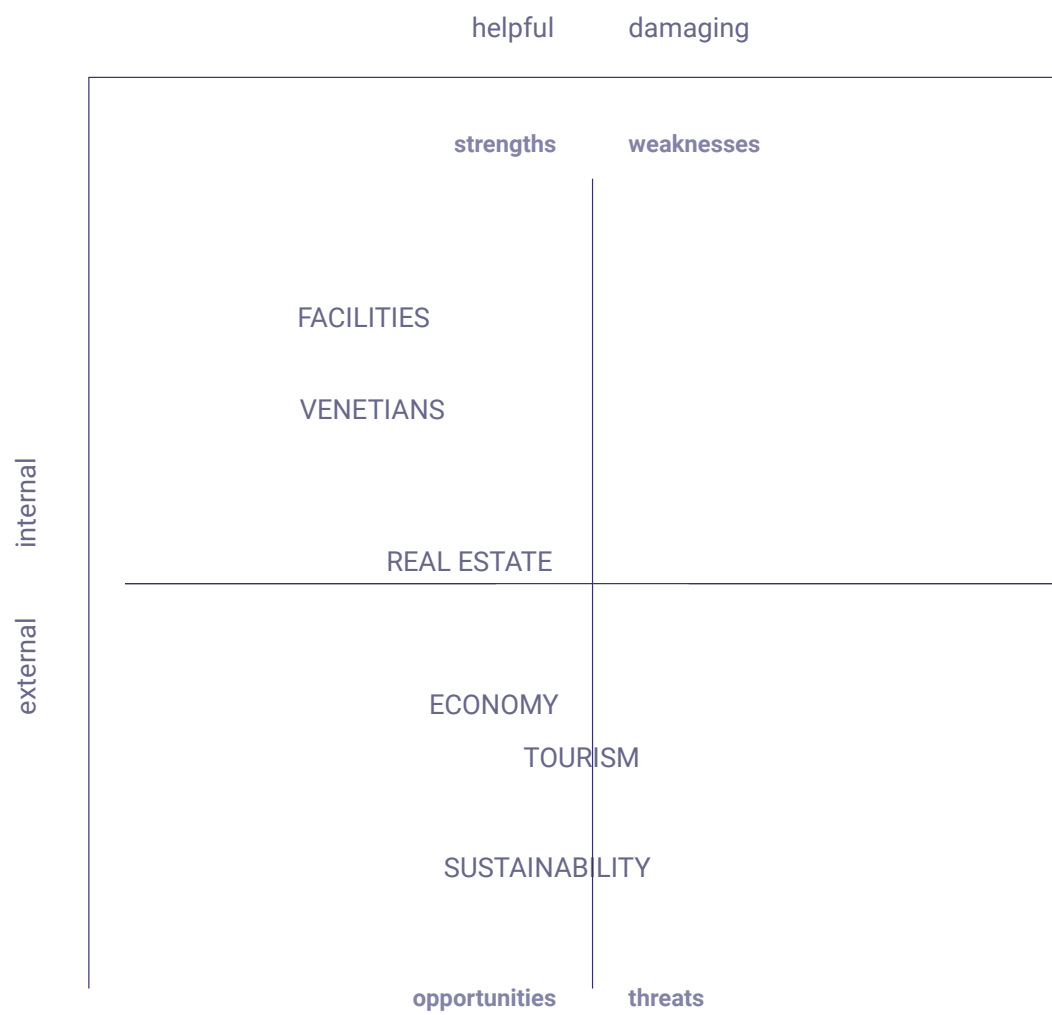 helpful damaging
strengths weaknesses
FACILITIES
VENETIANS
internal
REAL ESTATE
external
ECONOMY
TOURISM
SUSTAINABILITY
opportunities threats